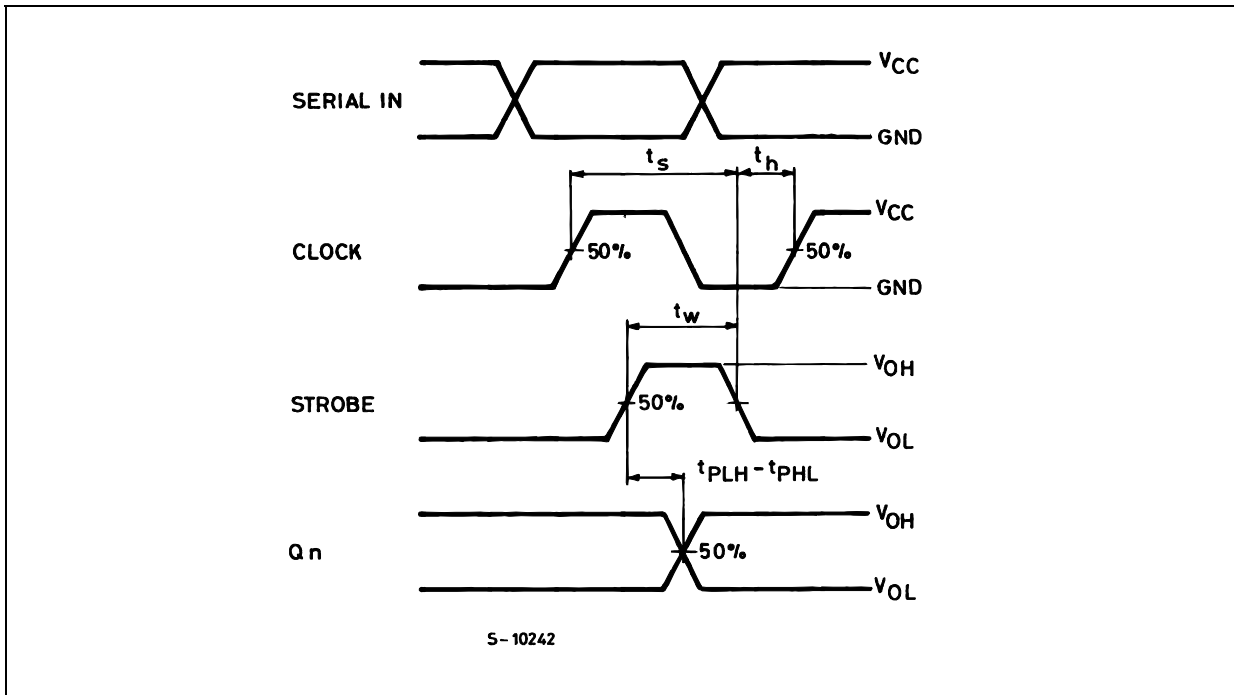 VCC
SERIAL IN
GND
ts
th
VCC
CLOCK
50%
50%
GND
tw
VOH
STROBE
50%
VOL
tPLH - tPHL
VOH
Qn
50%
VOL
S-10242